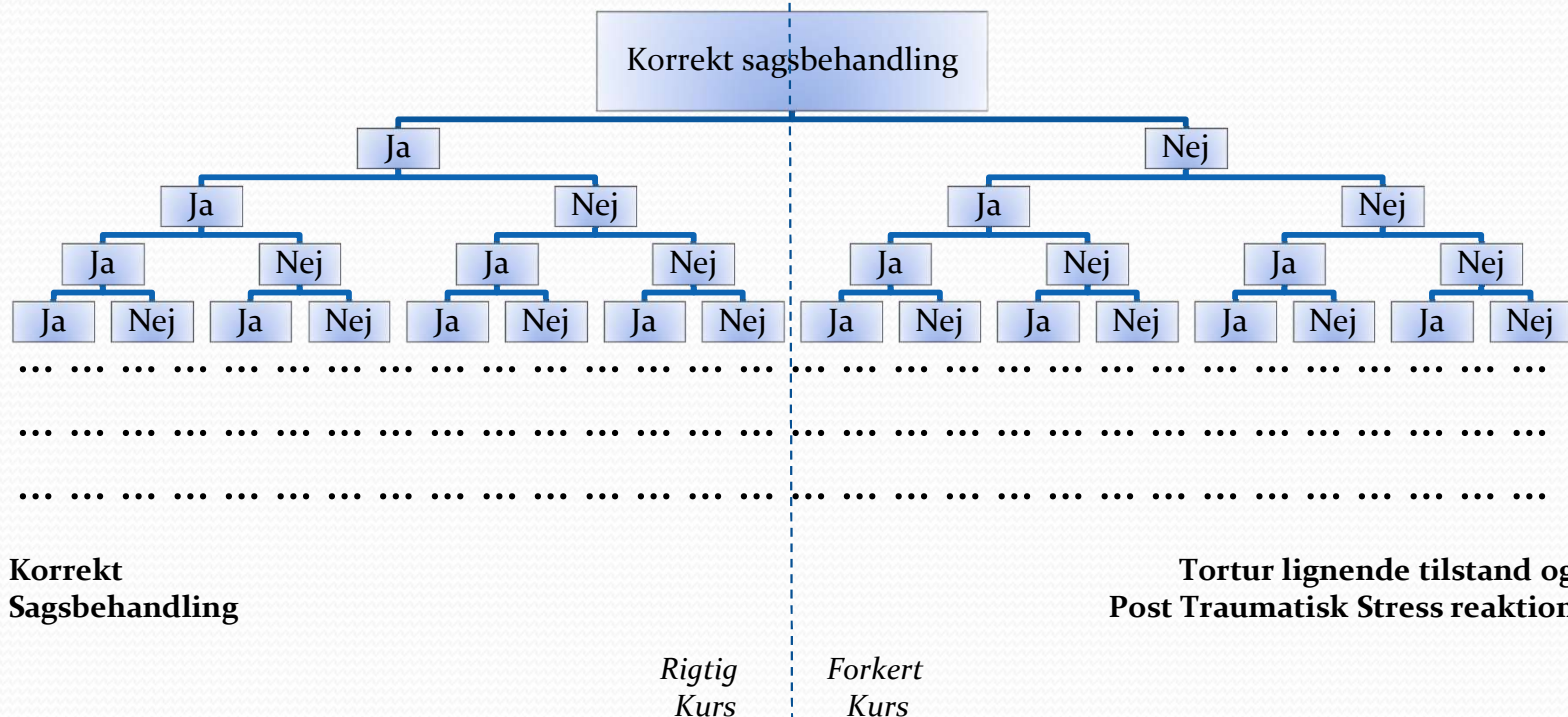 Korrekt sagsbehandling
Ja Nej
Ja Nej Ja Nej
Ja Nej Ja Nej Ja Nej Ja Nej
Ja Nej Ja Nej Ja Nej Ja Nej Ja Nej Ja Nej Ja Nej Ja Nej
... ... ... ... ... ... ... ... ... ... ... ... ... ... ... ... ... ... ... ... ... ... ... ... ... ... ... ... ... ...
... ... ... ... ... ... ... ... ... ... ... ... ... ... ... ... ... ... ... ... ... ... ... ... ... ... ... ... ... ...
... ... ... ... ... ... ... ... ... ... ... ... ... ... ... ... ... ... ... ... ... ... ... ... ... ... ... ... ... ...
Korrekt
Sagsbehandling
Tortur lignende tilstand og
Post Traumatisk Stress reaktion
Rigtig
Kurs
Forkert
Kurs